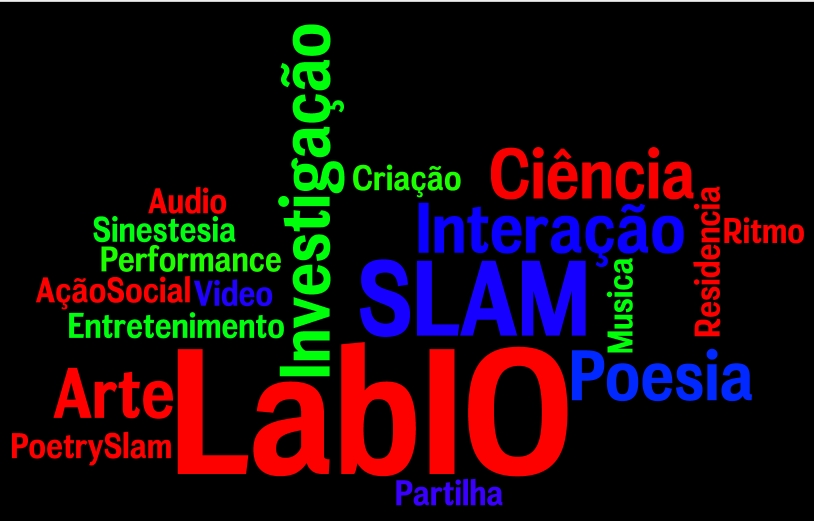 Investigação
Criação
Ciência
Audio
Interação
Residencia
Ritmo
Sinestesia
Performance
SLAM
Musica
AçãoSocial
Video
Entretenimento
LabIO
Poesia
Arte
PoetrySlam
Partilha